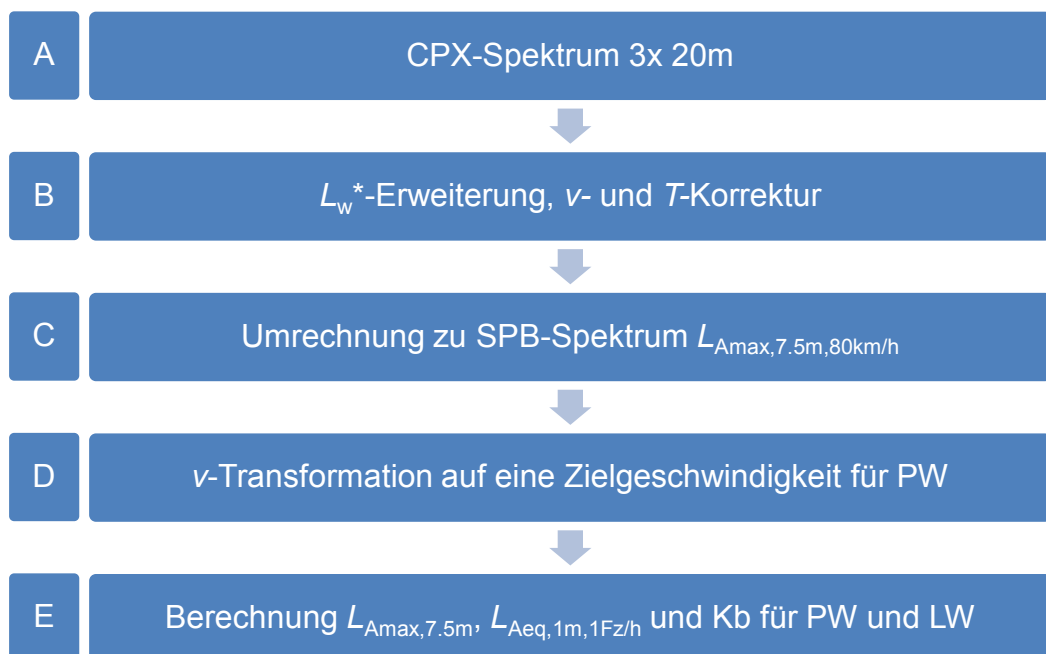 A
CPX-Spektrum 3x 20m
B
Lw*-Erweiterung, v- und T-Korrektur
C
Umrechnung zu SPB-Spektrum LAmax,7.5m,80km/h
D
v-Transformation auf eine Zielgeschwindigkeit für PW
E
Berechnung LAmax,7.5m, LAeq,1m,1Fz/h und Kb für PW und LW